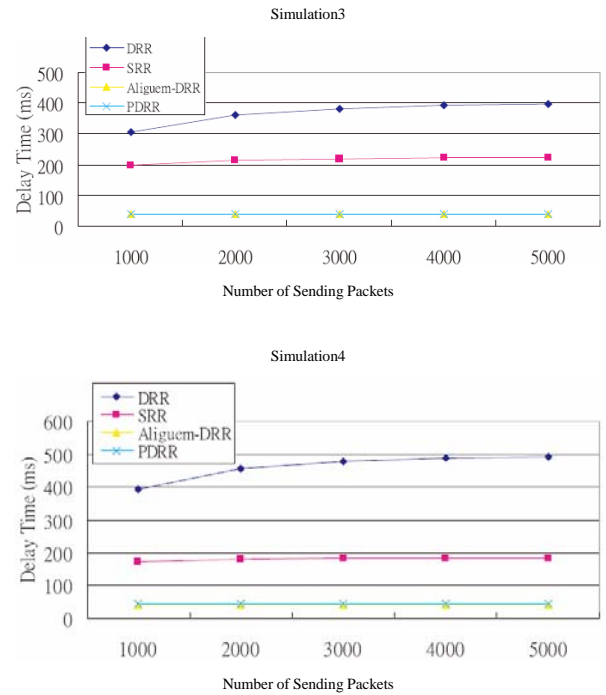 Simulation3
DRR
SRR
Aliguem-DRR
PDRR
Delay Time (ms)
500
400
300
200
100
0
1000 2000 3000 4000 5000
Number of Sending Packets
Simulation4
DRR
SRR
Aliguem-DRR
PDRR
Delay Time (ms)
600
500
400
300
200
100
0
1000 2000 3000 4000 5000
Number of Sending Packets